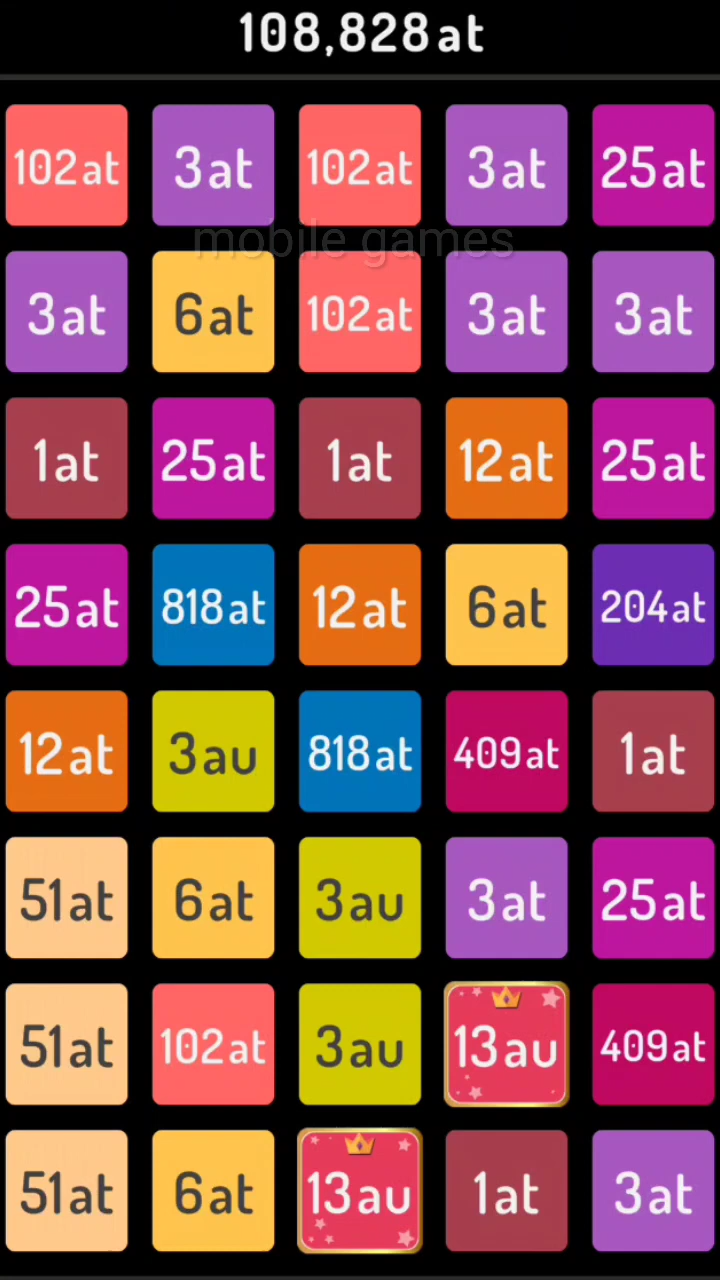 108,828at
102at 3at 102at 3at 25at
mobile games
3at 6at 102at 3at 3at
1at 25at 1at 12at 25at
25at 818at 12at 6at 204at
12at 3au 818at 409at 1at
51at 6at 3au 3at 25at
51at 102at 3au 13au 409at
51at 6at 13au 1at 3at